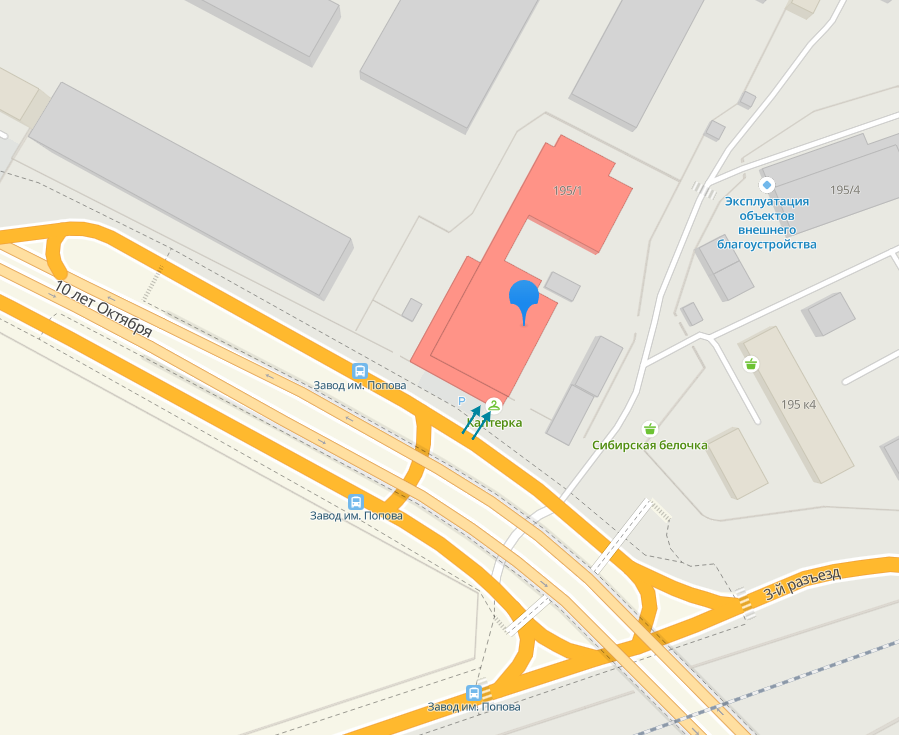 195/1
195/4
Эксплуатация
объектов
внешнего
благоустройства
10 лет Октября
Завод им. Попова
P
Каптерка
195 к4
Сибирская белочка
Завод им. Попова
3-й разъезд
Завод им. Попова